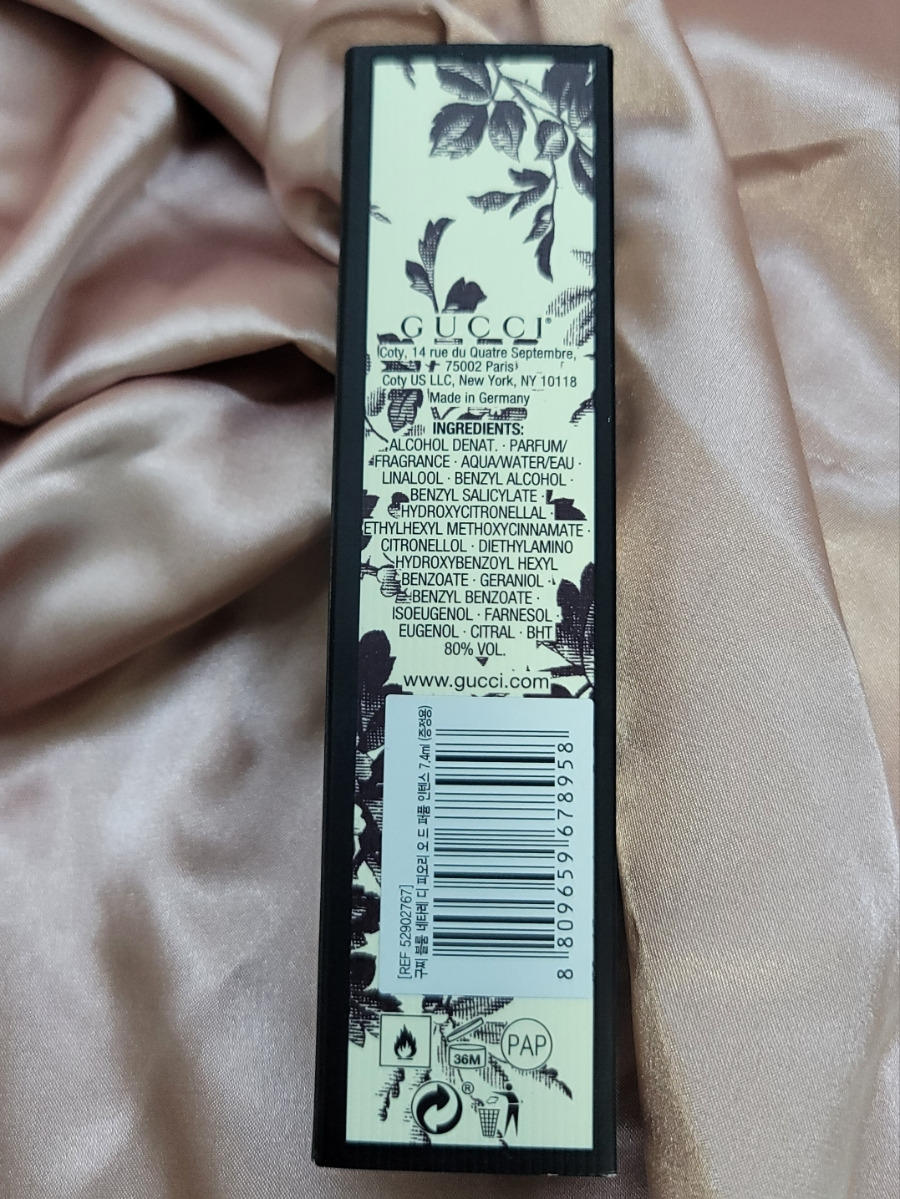 GUCCI®
Coty, 14 rue du Quatre Septembre,
75002 Paris
Coty US LLC, New York, NY 10118
Made in Germany
INGREDIENTS:
ALCOHOL DENAT. · PARFUM/
FRAGRANCE · AQUA/WATER/EAU ·
LINALOOL · BENZYL ALCOHOL ·
BENZYL SALICYLATE ·
HYDROXYCITRONELLAL ·
ETHYLHEXYL METHOXYCINNAMATE ·
CITRONELLOL · DIETHYLAMINO
HYDROXYBENZOYL HEXYL
BENZOATE · GERANIOL ·
BENZYL BENZOATE ·
ISOEUGENOL · FARNESOL ·
EUGENOL · CITRAL · BHT
80% VOL.
www.gucci.com
[REF 52902767]
구찌 블룸 네타레 디 피오리 오 드 퍼퓸 인텐스 7.4ml (증정용)
8 809659 678958
36M
PAP
®